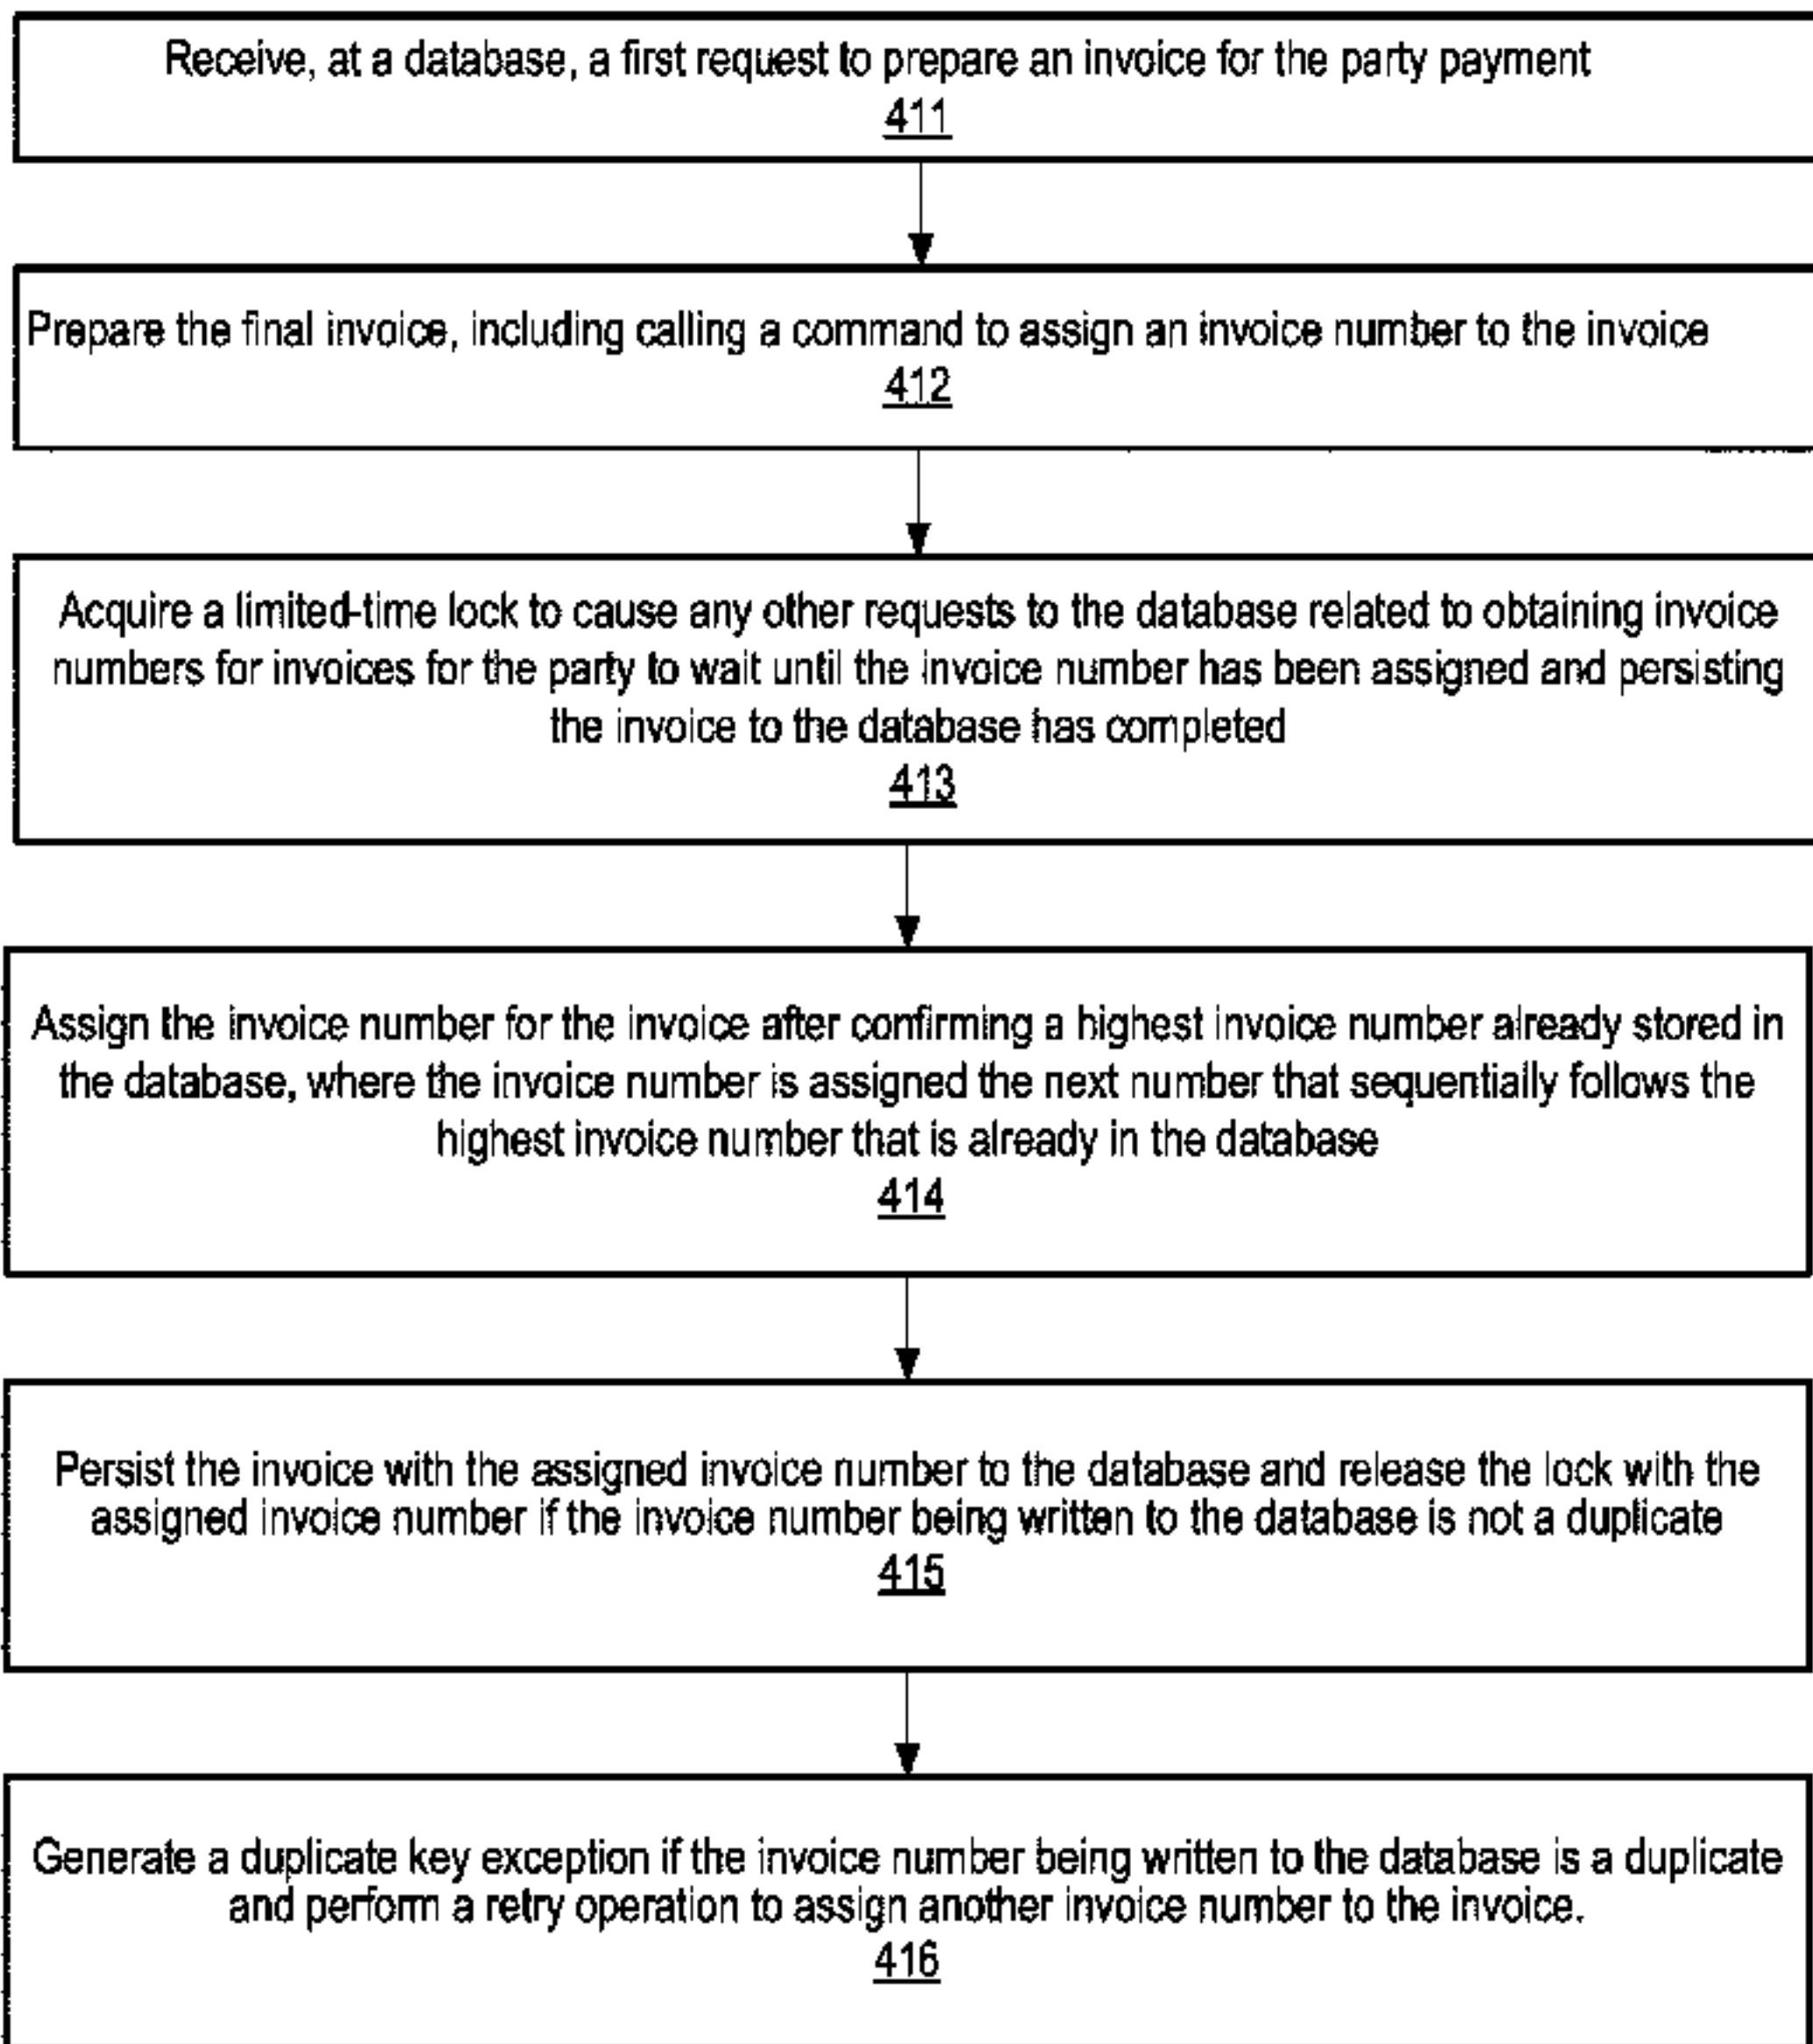 Receive, at a database, a first request to prepare an invoice for the party payment
411
Prepare the final invoice, including calling a command to assign an invoice number to the invoice
412
Acquire a limited-time lock to cause any other requests to the database related to obtaining invoice
numbers for invoices for the party to wait until the invoice number has been assigned and persisting
the invoice to the database has completed
413
Assign the invoice number for the invoice after confirming a highest invoice number already stored in
the database, where the invoice number is assigned the next number that sequentially follows the
highest invoice number that is already in the database
414
Persist the invoice with the assigned invoice number to the database and release the lock with the
assigned invoice number if the invoice number being written to the database is not a duplicate
415
Generate a duplicate key exception if the invoice number being written to the database is a duplicate
and perform a retry operation to assign another invoice number to the invoice.
416